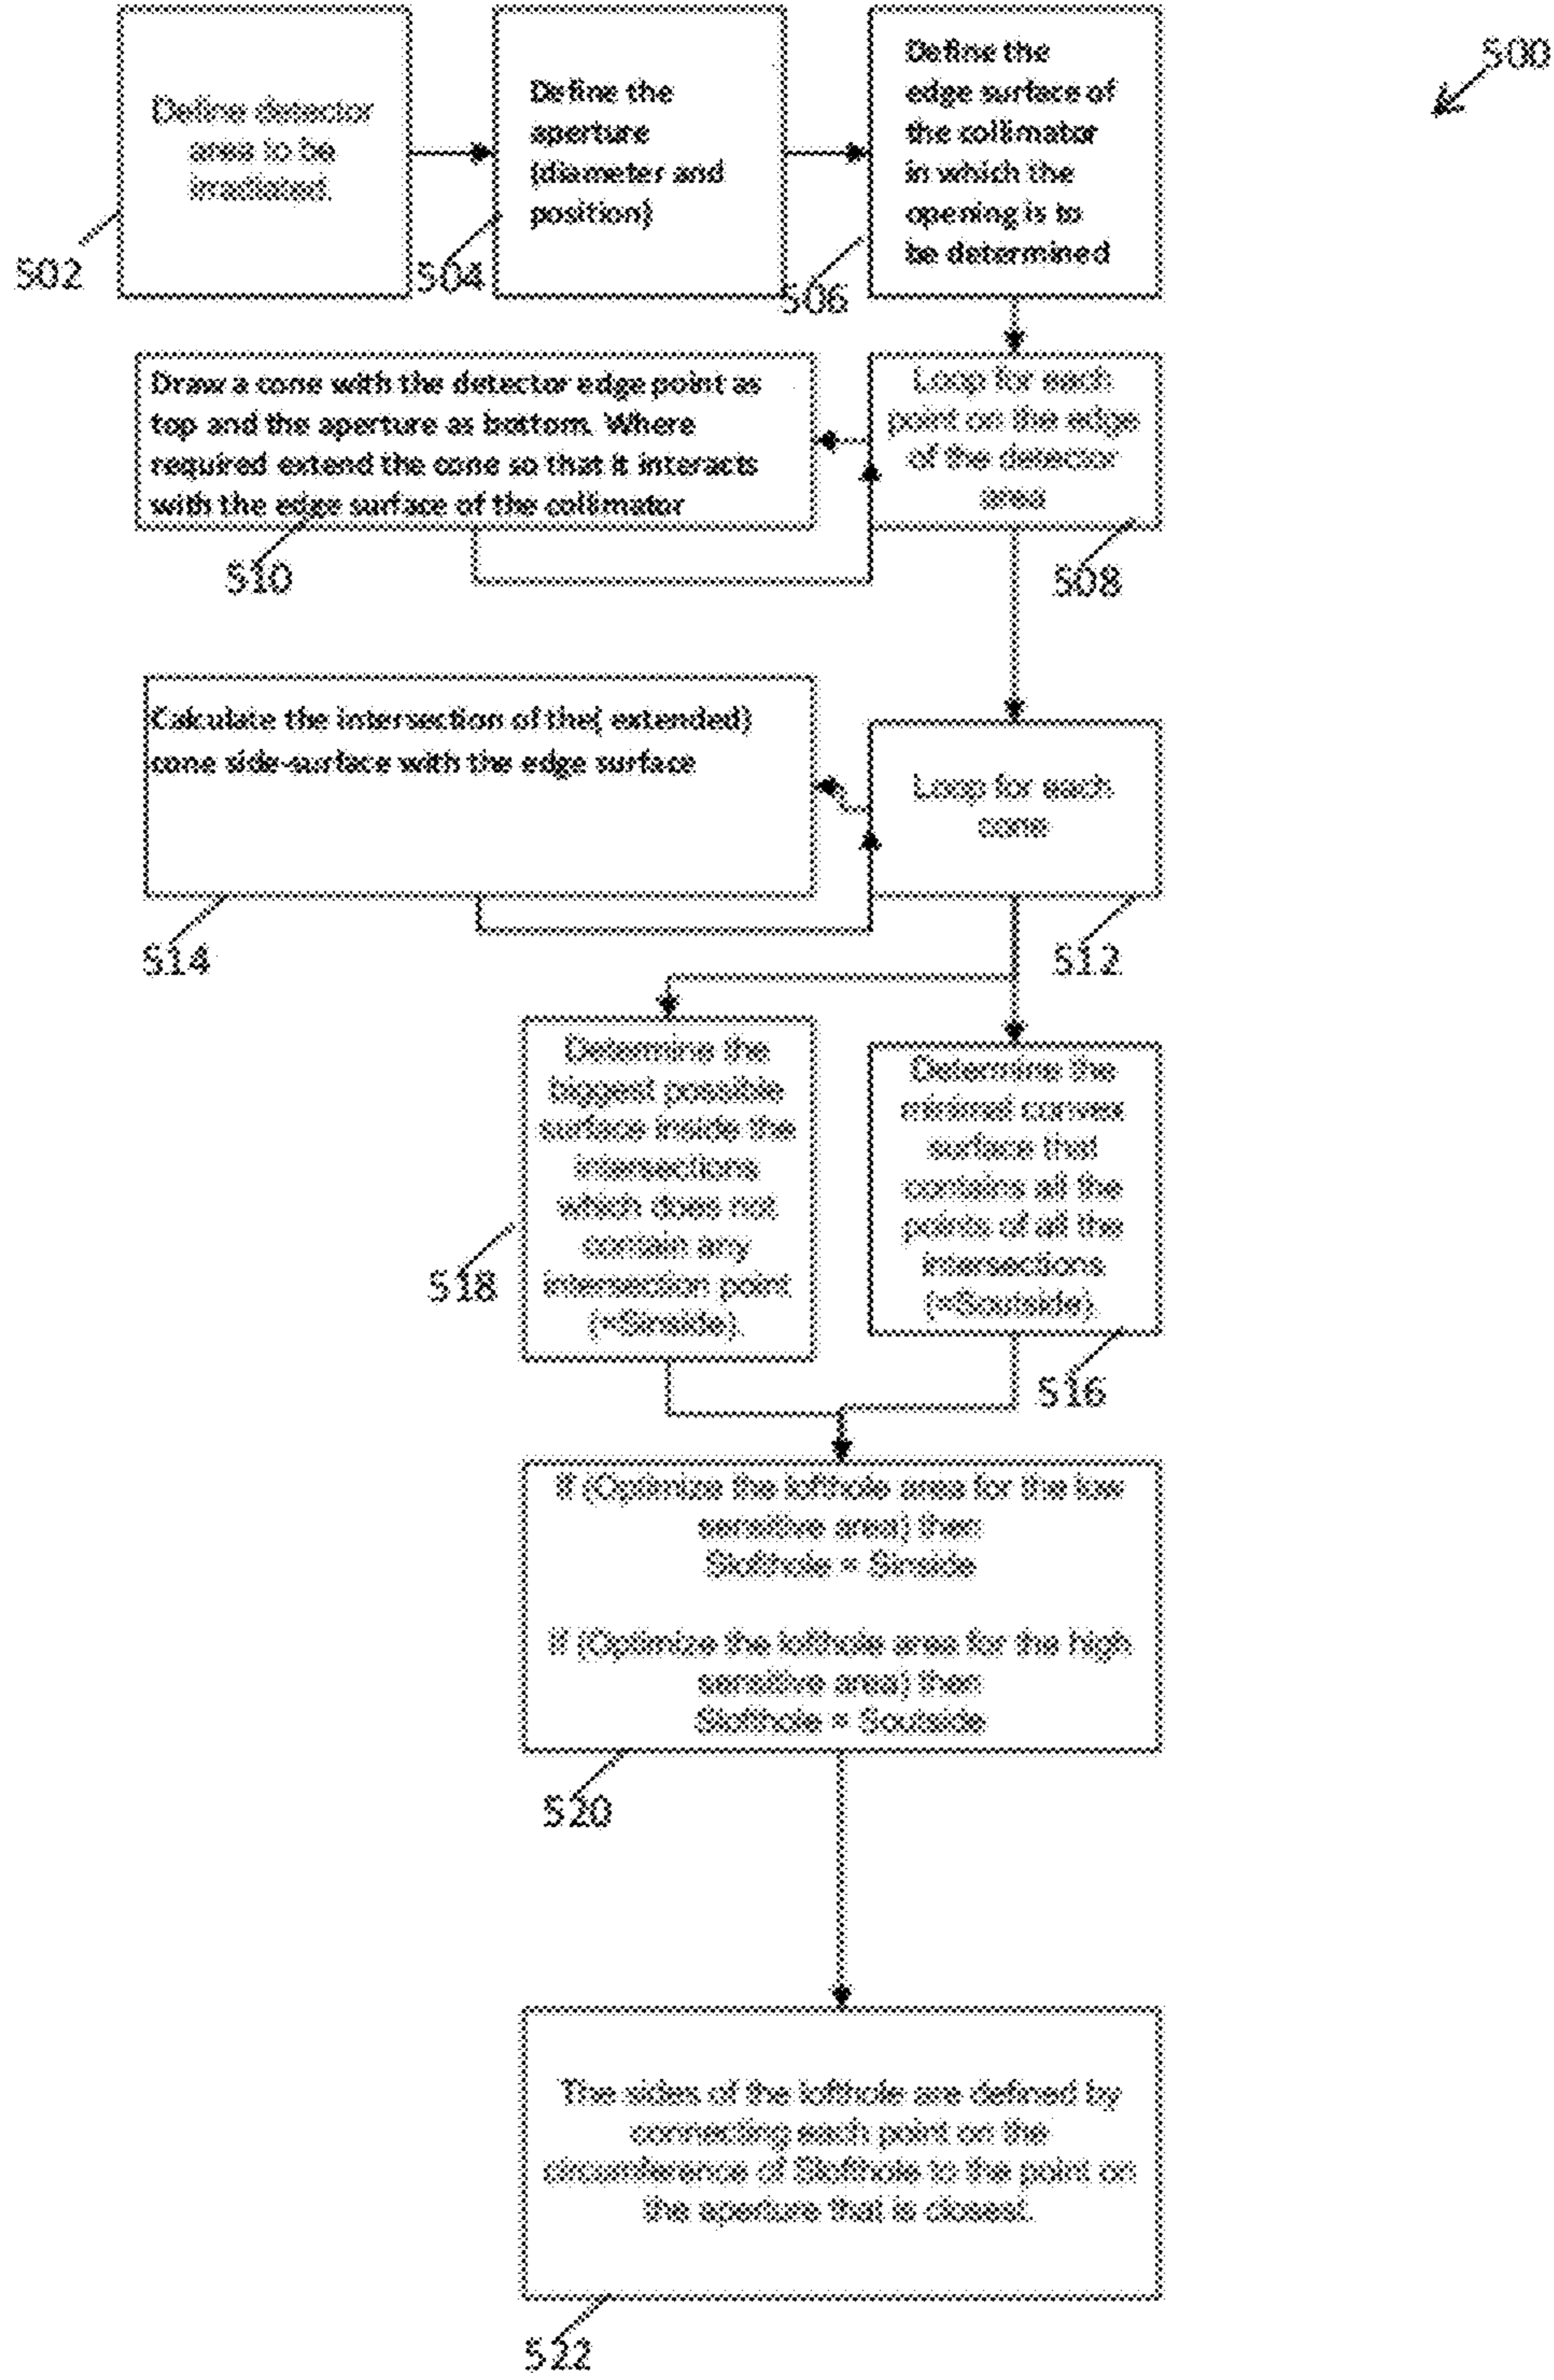 500
Define detector
area to be
irradiated.
502
Define the
aperture
(diameter and
position)
504
Define the
edge surface of
the collimator
in which the
opening is to
be determined
506
Loop for each
point on the edge
of the detector
area
508
Draw a cone with the detector edge point as
top and the aperture as bottom. Where
required extend the cone so that it interacts
with the edge surface of the collimator
510
Loop for each
cone
512
Calculate the intersection of the( extended)
cone side-surface with the edge surface
514
Determine the
biggest possible
surface inside the
intersections
which does not
contain any
intersection point
(=Sinside).
518
Determine the
minimal convex
surface that
contains all the
points of all the
intersections
(=Soutside).
516
If (Optimize the lofthole area for the low
sensitive area) then
Slofthole = Sinside
If (Optimize the lofthole area for the high
sensitive area) then
Slofthole = Soutside
520
The sides of the lofthole are defined by
connecting each point on the
circumference of Slofthole to the point on
the aperture that is closest.
522